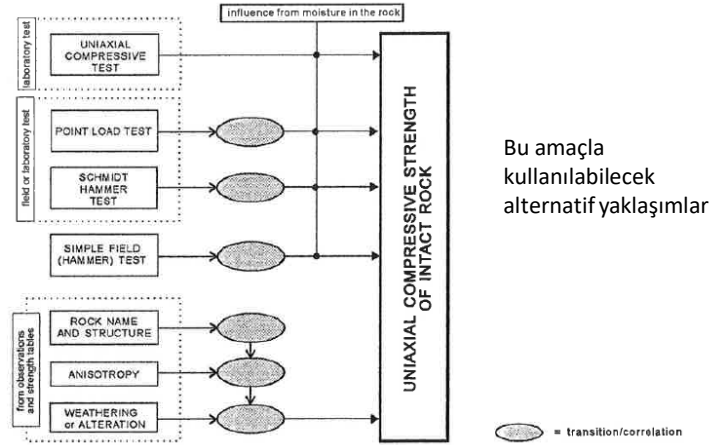 influence from moisture in the rock
laboratory test
UNIAXIAL
COMPRESSIVE
TEST
field or laboratory test
POINT LOAD TEST
SCHMIDT
HAMMER
TEST
SIMPLE FIELD
(HAMMER) TEST
from observations
and strength tables
ROCK NAME
AND STRUCTURE
ANISOTROPY
WEATHERING
or ALTERATION
UNIAXIAL COMPRESSIVE STRENGTH
OF INTACT ROCK
Bu amaçla
kullanılabilecek
alternatif yaklaşımlar
= transition/correlation